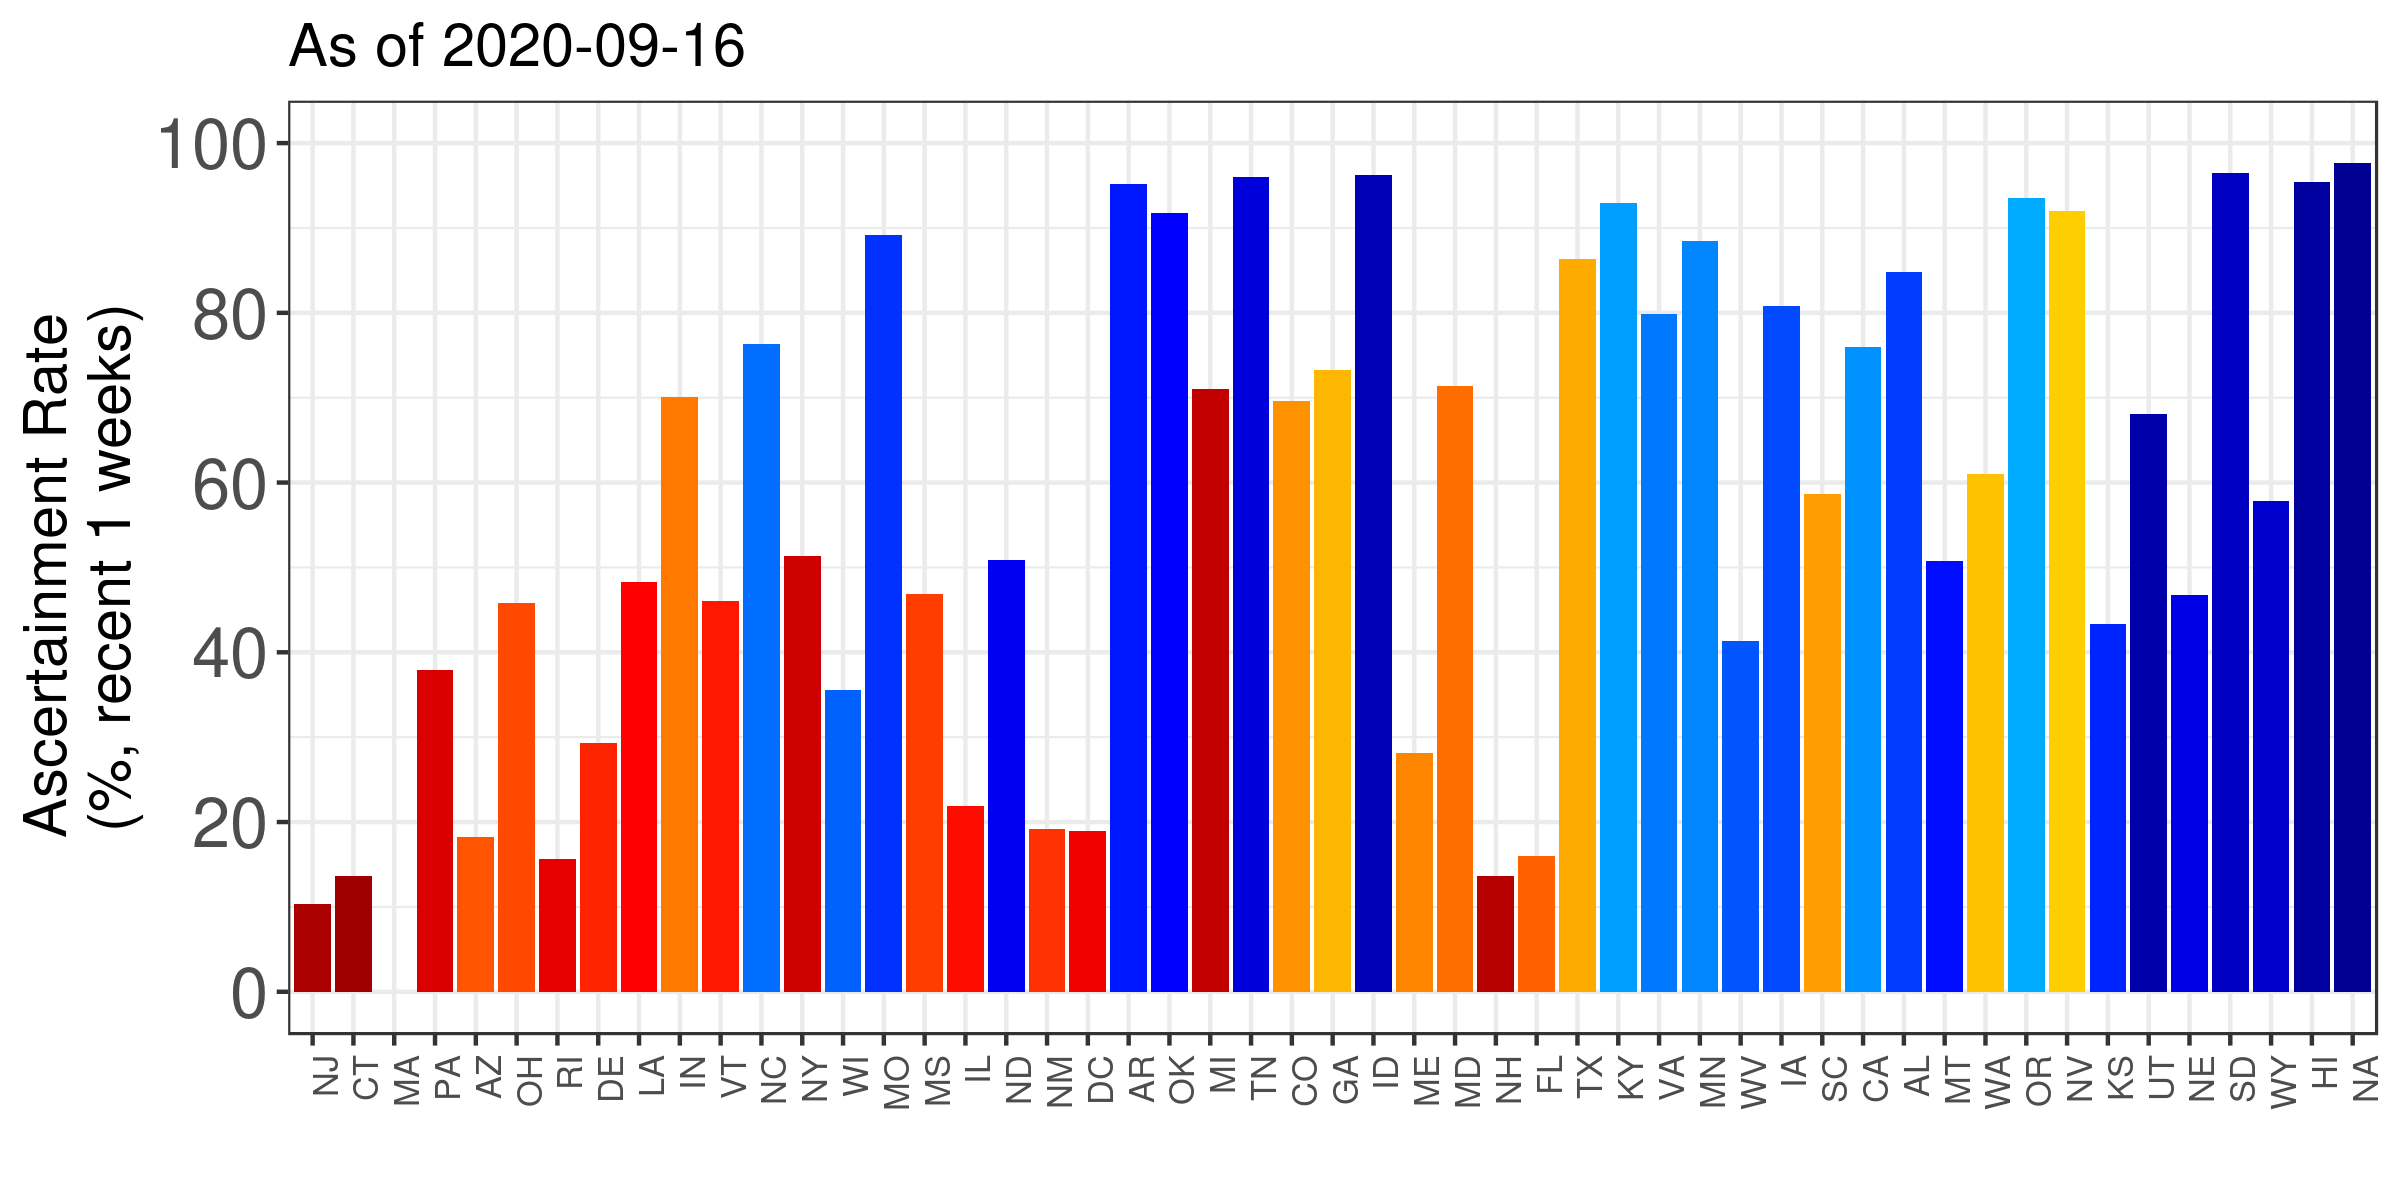 As of 2020-09-16
Ascertainment Rate
(%, recent 1 weeks)
100
80
60
40
20
0
NJ
CT
MA
PA
AZ
OH
RI
DE
LA
IN
VT
NC
NY
WI
MO
MS
IL
ND
NM
DC
AR
OK
MI
TN
CO
GA
ID
ME
MD
NH
FL
TX
KY
VA
MN
WV
IA
SC
CA
AL
MT
WA
OR
NV
KS
UT
NE
SD
WY
HI
NA